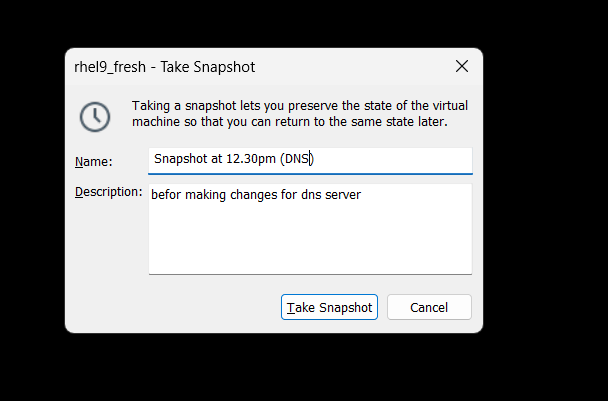 rhel9_fresh - Take Snapshot
Taking a snapshot lets you preserve the state of the virtual
machine so that you can return to the same state later.
Name:
Snapshot at 12.30pm (DNS)
Description:
befor making changes for dns server
Take Snapshot
Cancel